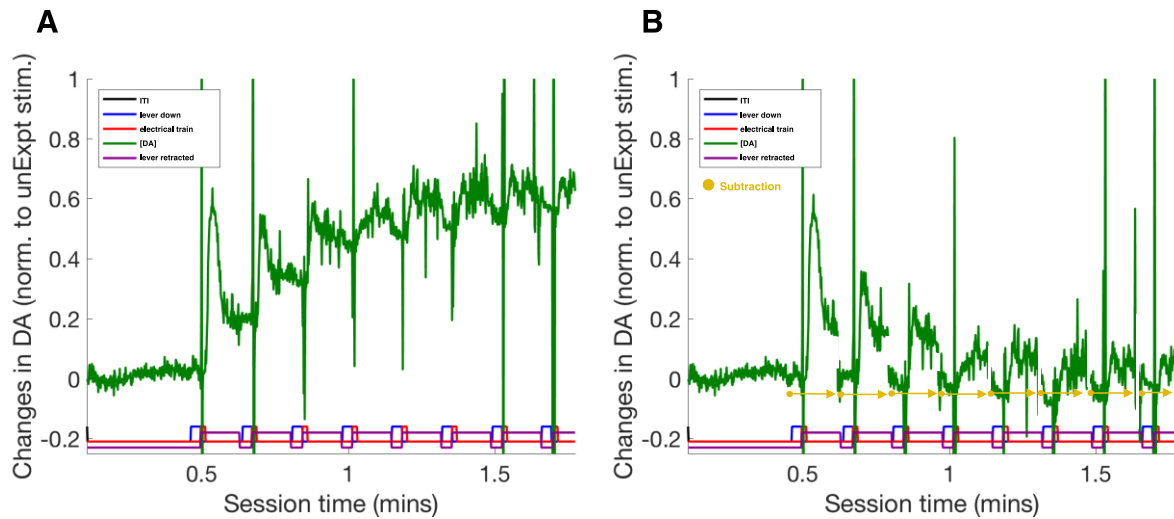 A
Changes in DA (norm. to unExpt stim.)
1
0.8
0.6
0.4
0.2
0
-0.2
ITI
lever down
electrical train
[DA]
lever retracted
0.5
1
1.5
Session time (mins)
B
Changes in DA (norm. to unExpt stim.)
1
0.8
0.6
0.4
0.2
0
-0.2
ITI
lever down
electrical train
[DA]
lever retracted
Subtraction
0.5
1
1.5
Session time (mins)